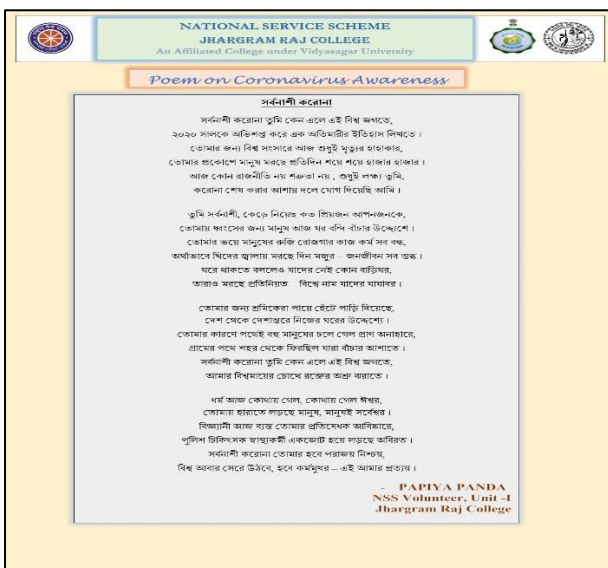 NATIONAL SERVICE SCHEME
JHARGRAM RAJ COLLEGE
An Affiliated College under Vidyasagar University
Poem on Coronavirus Awareness
সর্বনাশী করোনা
সর্বনাশী করোনা তুমি কেন এলে এই বিশ্ব জগতে,
২০২০ সালকে অভিশপ্ত করে এক অতিমারীর ইতিহাস লিখতে ।
তোমার জন্য বিশ্ব সংসারে আজ শুধুই মৃত্যুর হাহাকার,
তোমার প্রকোপে মানুষ মরছে প্রতিদিন শয়ে শয়ে হাজার হাজার ।
আজ কোন রাজনীতি নয় শত্রুতা নয় , শুধুই লক্ষ্য তুমি,
করোনা শেষ করার আশায় দলে যোগ দিয়েছি আমি ।
তুমি সর্বনাশী, কেড়ে নিয়েছ কত প্রিয়জন আপনজনকে,
তোমায় ধ্বংসের জন্য মানুষ আজ ঘর বন্দি বাঁচার উদ্দ্যেশে ।
তোমার ভয়ে মানুষের রুজি রোজগার কাজ কর্ম সব বন্ধ,
অর্থাভাবে খিদের জ্বালায় মরছে দিন মজুর – জনজীবন সব স্তব্ধ ।
ঘরে থাকতে বললেও যাদের নেই কোন বাড়িঘর,
তারাও মরছে প্রতিনিয়ত বিশ্বে নাম যাদের যাযাবর ।
তোমার জন্য শ্রমিকেরা পায়ে হেঁটে পাড়ি দিয়েছে,
দেশ থেকে দেশান্তরে নিজের ঘরের উদ্দেশ্যে ।
তোমার কারণে পথেই বহু মানুষের চলে গেল প্রাণ অনাহারে,
গ্রামের পথে শহর থেকে ফিরছিল যারা বাঁচার আশাতে ।
সর্বনাশী করোনা তুমি কেন এলে এই বিশ্ব জগতে,
আমার বিশ্বমায়ের চোখে রক্তের অশ্রু ঝরাতে ।
ধর্ম আজ কোথায় গেল, কোথায় গেল ঈশ্বর,
তোমায় হারাতে লড়ছে মানুষ, মানুষই সর্বেশ্বর ।
বিজ্ঞানী আজ ব্যস্ত তোমার প্রতিষেধক আবিষ্কারে,
পুলিশ চিকিৎসক স্বাস্থ্যকর্মী একজোট হয়ে লড়ছে অবিরত ।
সর্বনাশী করোনা তোমার হবে পরাজয় নিশ্চয়,
বিশ্ব আবার সেরে উঠবে, হবে কর্মমুখর – এই আমার প্রত্যয় ।
- PAPIYA PANDA
NSS Volunteer, Unit -I
Jhargram Raj College